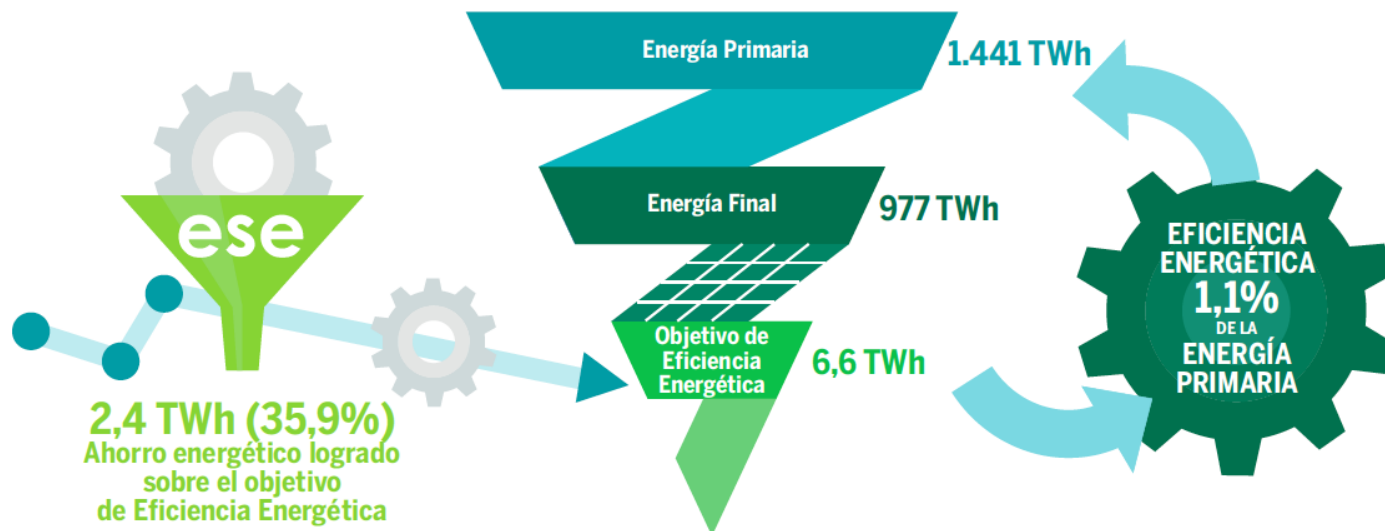 Energía Primaria
1.441 TWh
Energía Final
977 TWh
Objetivo de
Eficiencia
Energética
6,6 TWh
ese
2,4 TWh (35,9%)
Ahorro energético logrado
sobre el objetivo
de Eficiencia Energética
EFICIENCIA
ENERGÉTICA
1,1%
DE LA
ENERGÍA
PRIMARIA